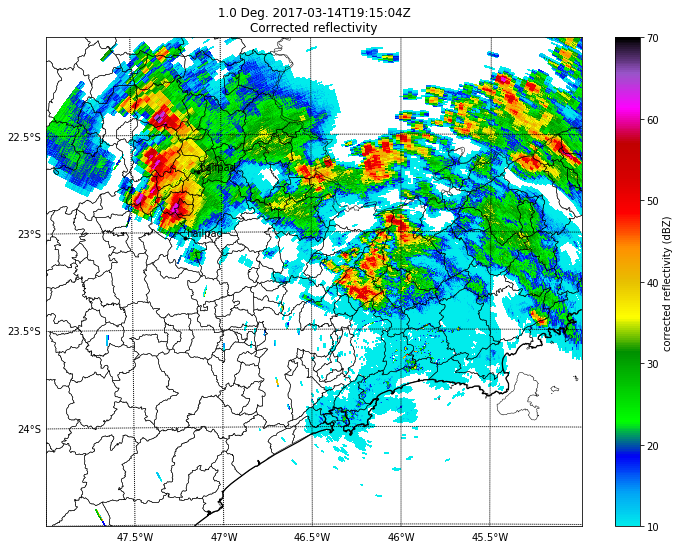 1.0 Deg. 2017-03-14T19:15:04Z
Corrected reflectivity
70
60
50
40
30
20
10
corrected reflectivity (dBZ)
22.5°S
23°S
23.5°S
24°S
47.5°W
47°W
46.5°W
46°W
45.5°W